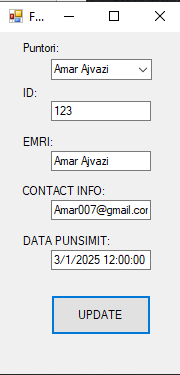 F...
Puntori:
Amar Ajvazi
ID:
123
EMRI:
Amar Ajvazi
CONTACT INFO:
Amar007@gmail.cor
DATA PUNSIMIT:
3/1/2025 12:00:00
UPDATE